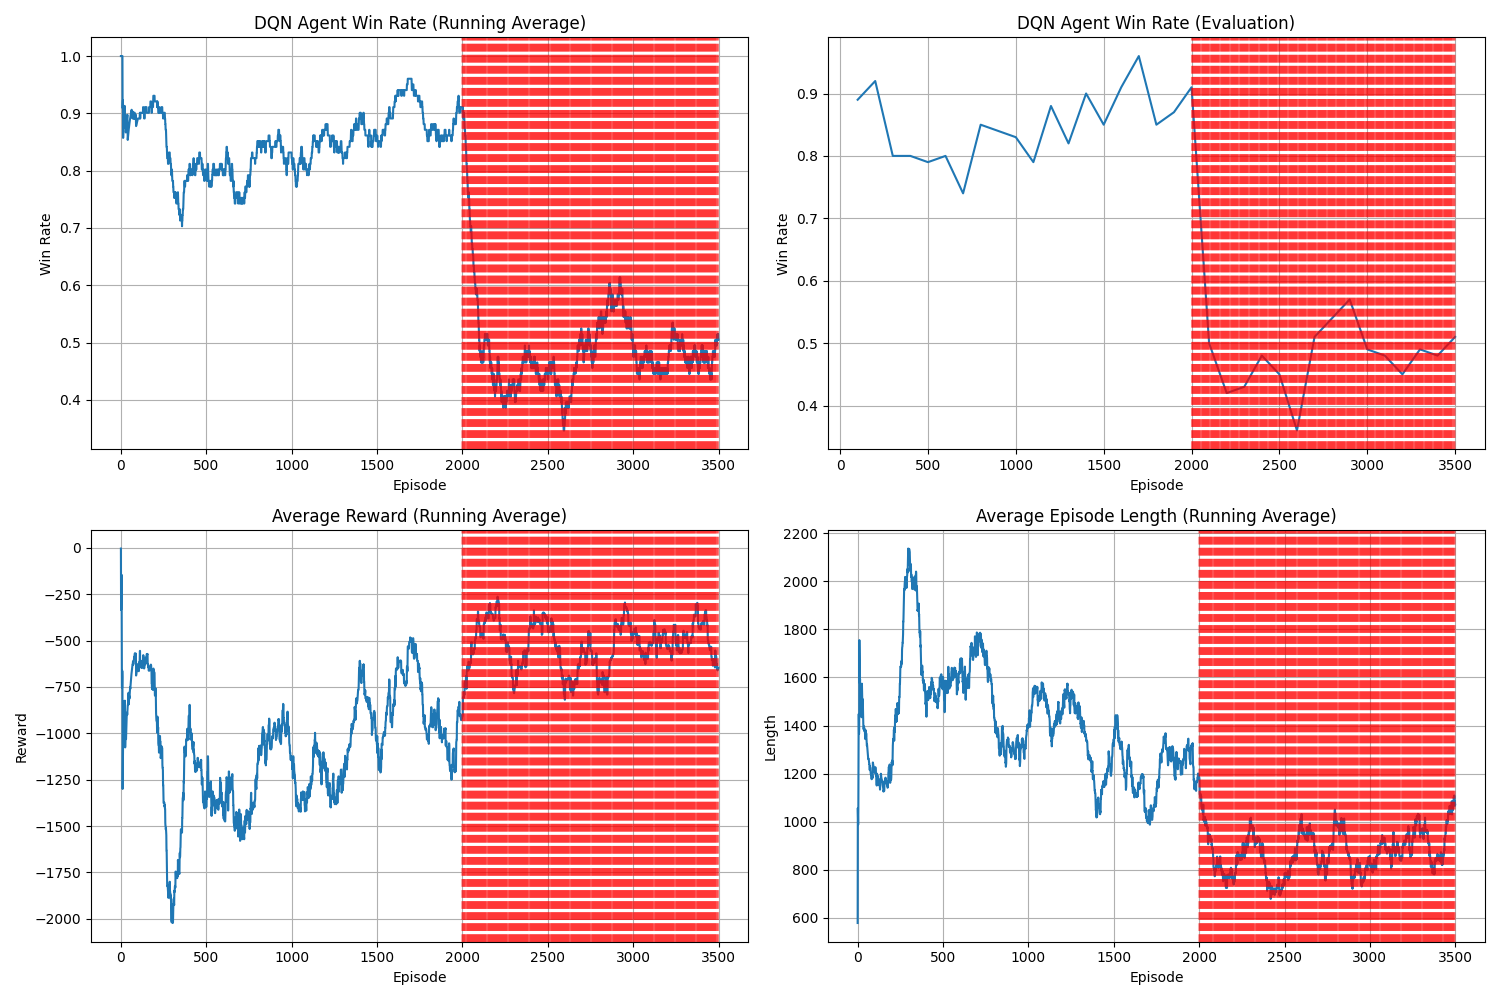 DQN Agent Win Rate (Running Average)
1.0
0.9
0.8
0.7
0.6
0.5
0.4
Win Rate
0 500 1000 1500 2000 2500 3000 3500
Episode
DQN Agent Win Rate (Evaluation)
0.9
0.8
0.7
0.6
0.5
0.4
Win Rate
0 500 1000 1500 2000 2500 3000 3500
Episode
Average Reward (Running Average)
0
−250
−500
−750
−1000
−1250
−1500
−1750
−2000
Reward
0 500 1000 1500 2000 2500 3000 3500
Episode
Average Episode Length (Running Average)
2200
2000
1800
1600
1400
1200
1000
800
600
Length
0 500 1000 1500 2000 2500 3000 3500
Episode